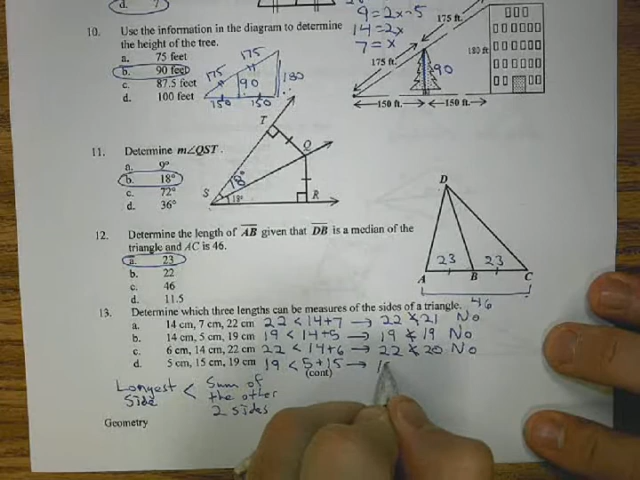 d. 7
9 = 2x - 5
14 = 2x
7 = x
10. Use the information in the diagram to determine
the height of the tree.
a. 75 feet
b. 90 feet
c. 87.5 feet
d. 100 feet
175
175
90
180
150 150
175 ft.
175 ft.
180 ft
90
150 ft. 150 ft.
11. Determine m∠QST.
a. 9°
b. 18°
c. 72°
d. 36°
T
Q
S
R
18°
18°
12. Determine the length of AB given that DB is a median of the
triangle and AC is 46.
a. 23
b. 22
c. 46
d. 11.5
D
23 23
A B C
46
13. Determine which three lengths can be measures of the sides of a triangle.
a. 14 cm, 7 cm, 22 cm 22 < 14+7 → 22 ≮ 21 No
b. 14 cm, 5 cm, 19 cm 19 < 14+5 → 19 ≮ 19 No
c. 6 cm, 14 cm, 22 cm 22 < 14+6 → 22 ≮ 20 No
d. 5 cm, 15 cm, 19 cm 19 < 5+15 →
(cont)
Longest Side < Sum of the other 2 sides
Geometry